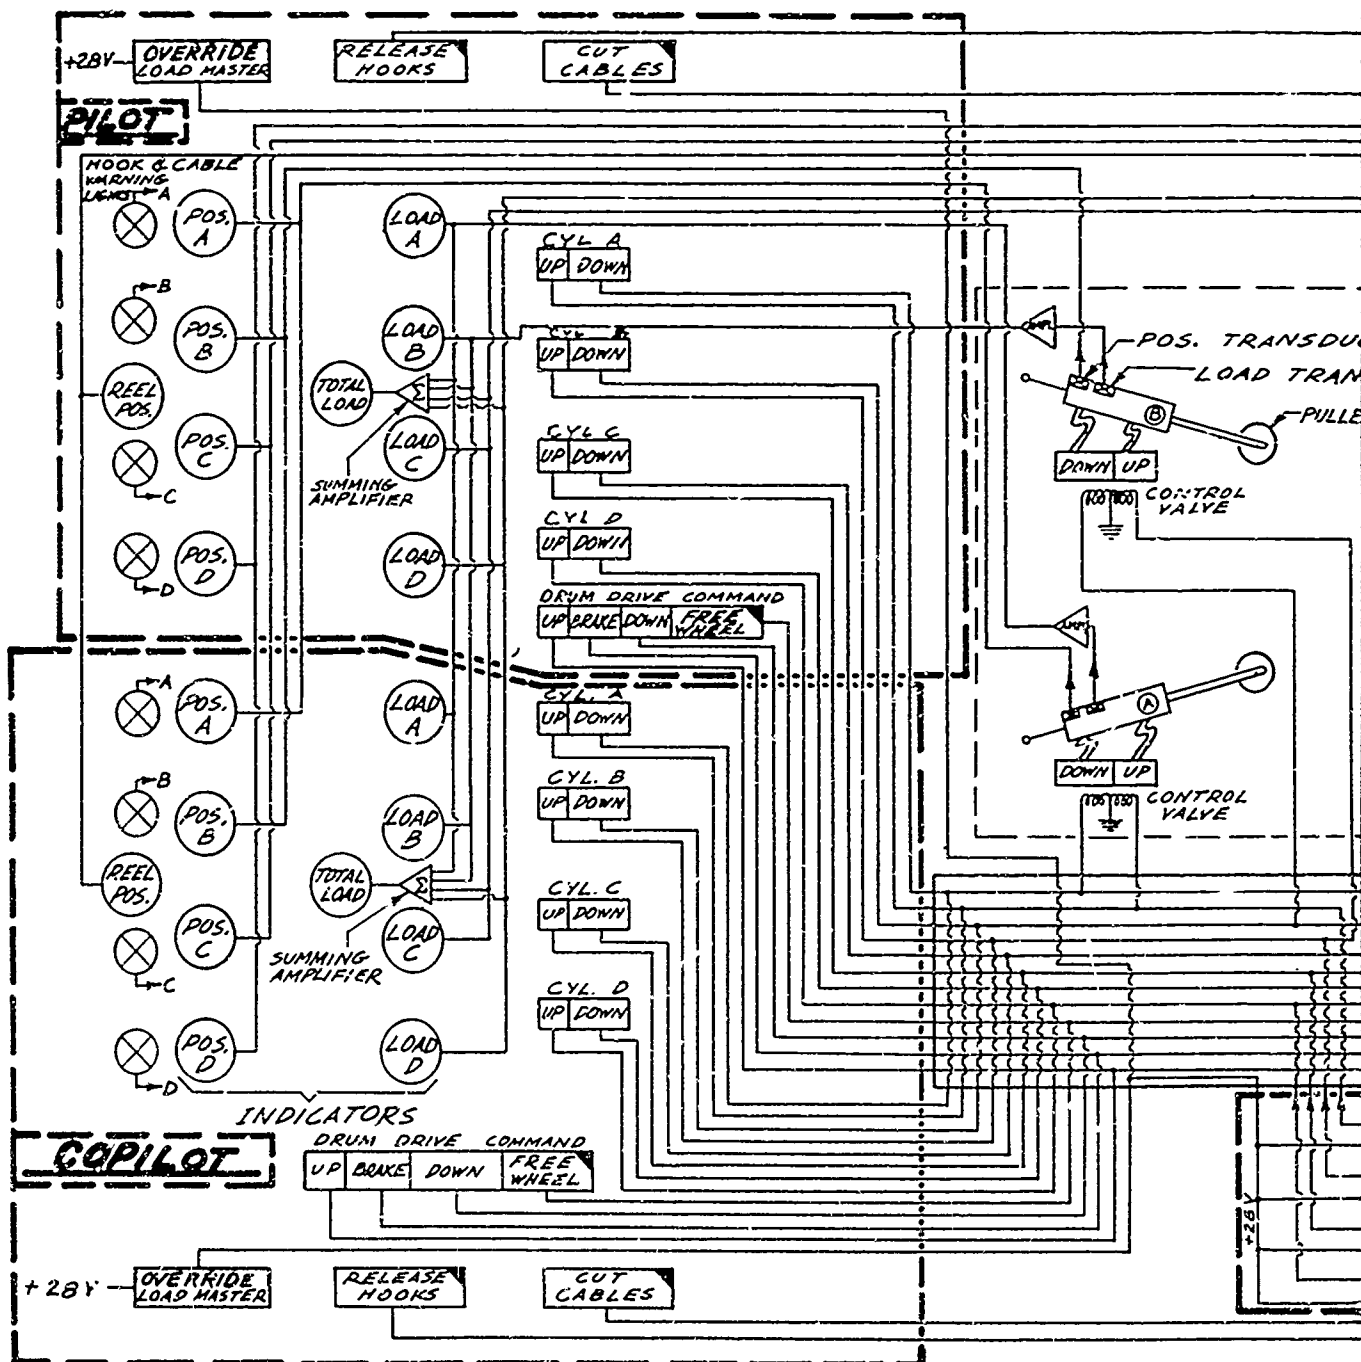 +28V
OVERRIDE
LOAD MASTER
RELEASE
HOOKS
CUT
CABLES
PILOT
HOOK & CABLE
WARNING
LIGHTS
A
POS.
A
LOAD
A
CYL A
UP DOWN
B
POS.
B
LOAD
B
UP DOWN
AMPL
POS. TRANSDUC
LOAD TRAN
REEL
POS.
TOTAL
LOAD
Σ
B
PULLE
C
POS.
C
LOAD
C
CYL C
UP DOWN
DOWN UP
SUMMING
AMPLIFIER
CONTROL
VALVE
POS.
D
LOAD
D
CYL D
UP DOWN
D
DRUM DRIVE COMMAND
UP BRAKE DOWN FREE
WHEEL
AMPL
A
POS.
A
LOAD
A
CYL. A
UP DOWN
A
DOWN UP
B
POS.
B
LOAD
B
CYL. B
UP DOWN
CONTROL
VALVE
REEL
POS.
TOTAL
LOAD
Σ
CYL. C
UP DOWN
POS.
C
LOAD
C
C
SUMMING
AMPLIFIER
CYL. D
UP DOWN
POS.
D
LOAD
D
D
INDICATORS
COPILOT
DRUM DRIVE COMMAND
UP BRAKE DOWN FREE
WHEEL
+28V
+28V
OVERRIDE
LOAD MASTER
RELEASE
HOOKS
CUT
CABLES